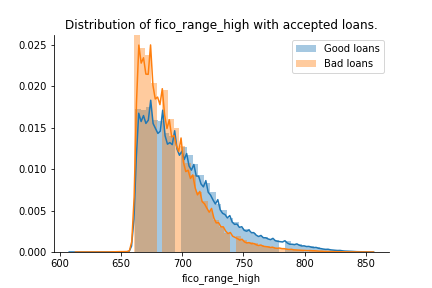 Distribution of fico_range_high with accepted loans.
Good loans
Bad loans
0.025
0.020
0.015
0.010
0.005
0.000
600 650 700 750 800 850
fico_range_high